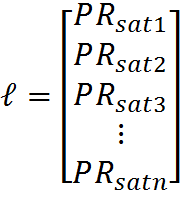 ℓ = [PR_sat1
PR_sat2
PR_sat3
⋮
PR_satn]